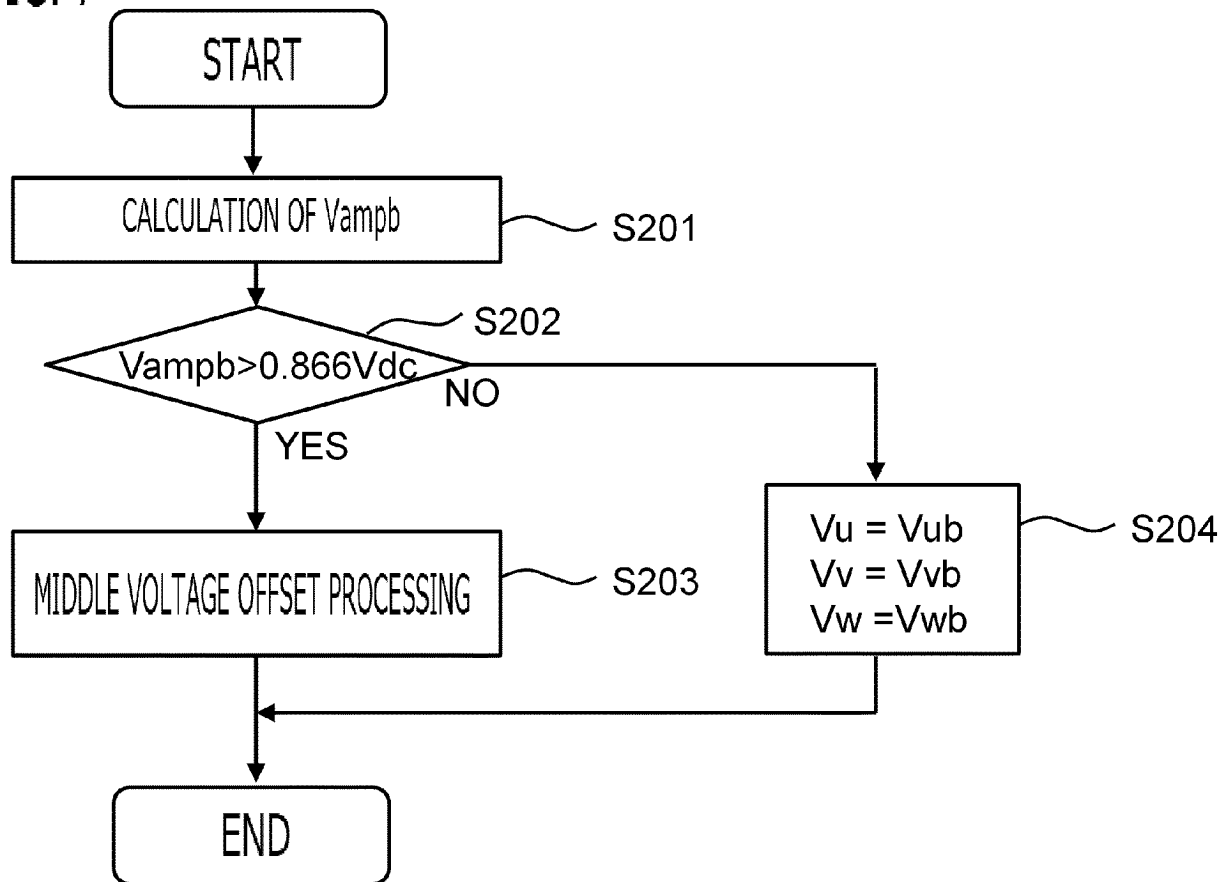 START
CALCULATION OF Vampb
S201
S202
Vampb>0.866Vdc
NO
YES
Vu = Vub
Vv = Vvb
Vw =Vwb
S204
MIDDLE VOLTAGE OFFSET PROCESSING
S203
END